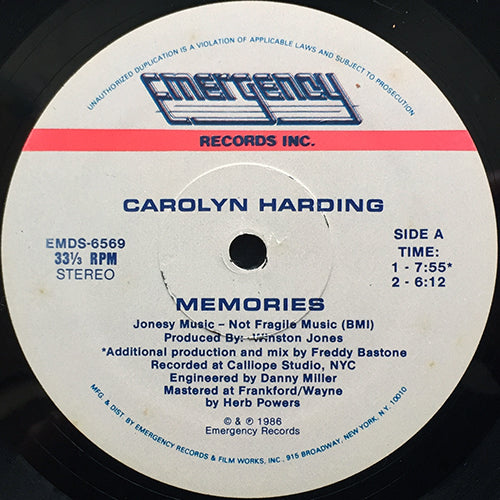 UNAUTHORIZED DUPLICATION IS A VIOLATION OF APPLICABLE LAWS AND SUBJECT TO PROSECUTION
Emergency
RECORDS INC.
CAROLYN HARDING
EMDS-6569
33⅓ RPM
STEREO
SIDE A
TIME:
1 - 7:55*
2 - 6:12
MEMORIES
Jonesy Music – Not Fragile Music (BMI)
Produced By: Winston Jones
*Additional production and mix by Freddy Bastone
Recorded at Calliope Studio, NYC
Engineered by Danny Miller
Mastered at Frankford/Wayne
by Herb Powers
© & ℗ 1986
Emergency Records
MFG. & DIST. BY EMERGENCY RECORDS & FILM WORKS, INC., 915 BROADWAY, NEW YORK, N.Y. 10010